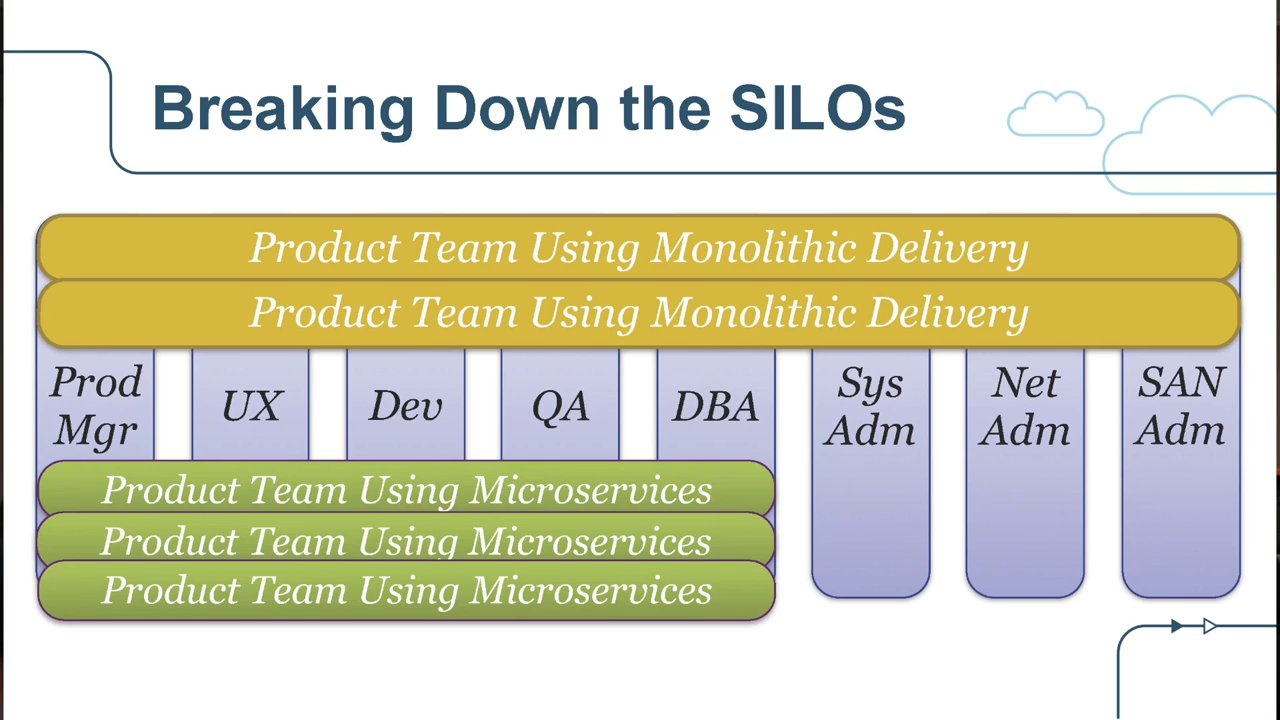 Breaking Down the SILOs
Product Team Using Monolithic Delivery
Product Team Using Monolithic Delivery
Prod
Mgr
UX
Dev
QA
DBA
Sys
Adm
Net
Adm
SAN
Adm
Product Team Using Microservices
Product Team Using Microservices
Product Team Using Microservices